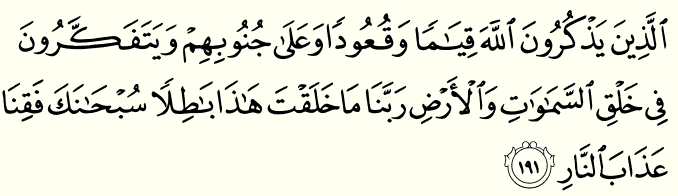 ٱلَّذِينَ يَذۡكُرُونَ ٱللَّهَ قِيَٰمٗا وَقُعُودٗا وَعَلَىٰ جُنُوبِهِمۡ وَيَتَفَكَّرُونَ
فِي خَلۡقِ ٱلسَّمَٰوَٰتِ وَٱلۡأَرۡضِ رَبَّنَا مَا خَلَقۡتَ هَٰذَا بَٰطِلٗا سُبۡحَٰنَكَ فَقِنَا
عَذَابَ ٱلنَّارِ ١٩١